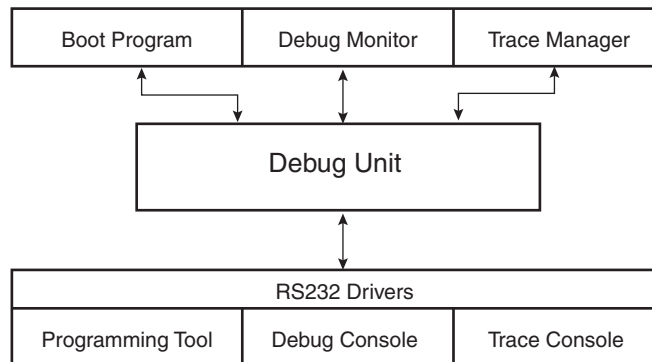 Boot Program
Debug Monitor
Trace Manager
Debug Unit
RS232 Drivers
Programming Tool
Debug Console
Trace Console